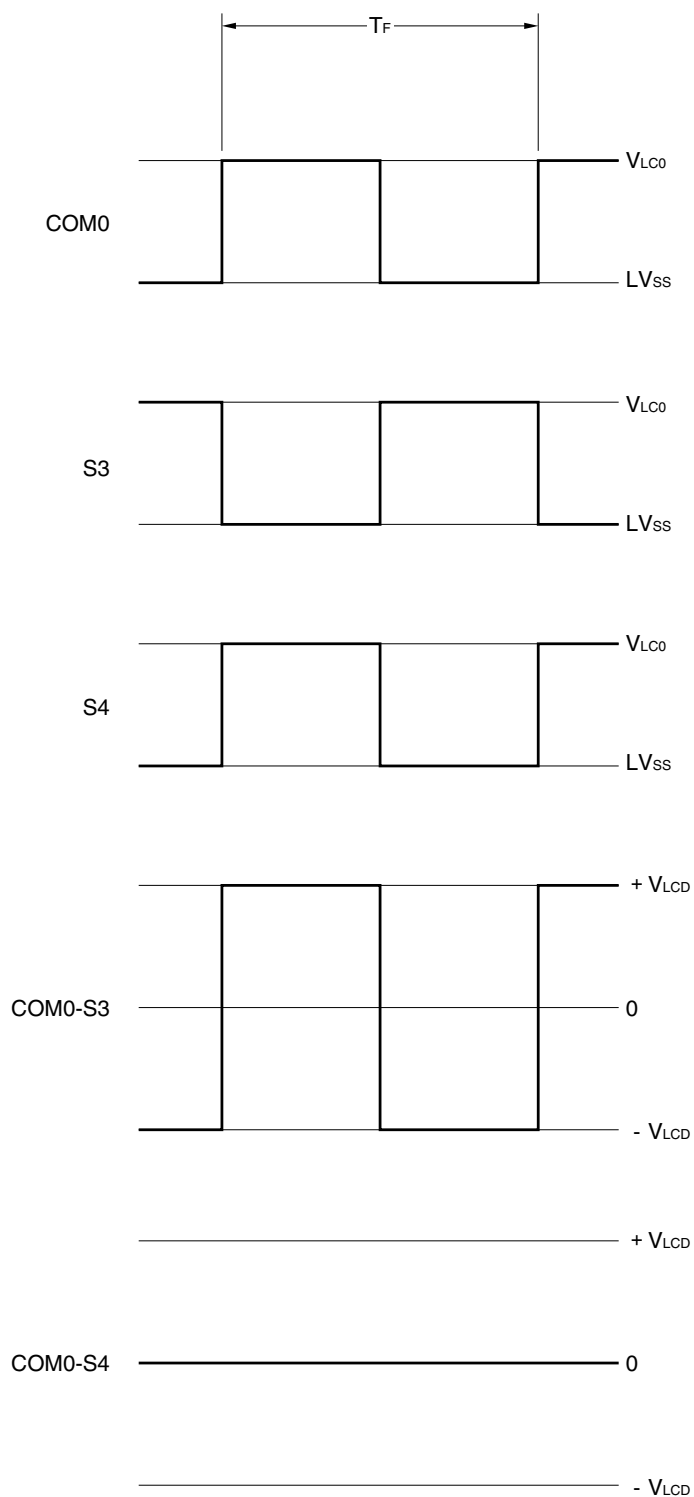 TF
VLC0
COM0
LVSS
VLC0
S3
LVSS
VLC0
S4
LVSS
+ VLCD
COM0-S3
0
- VLCD
+ VLCD
COM0-S4
0
- VLCD